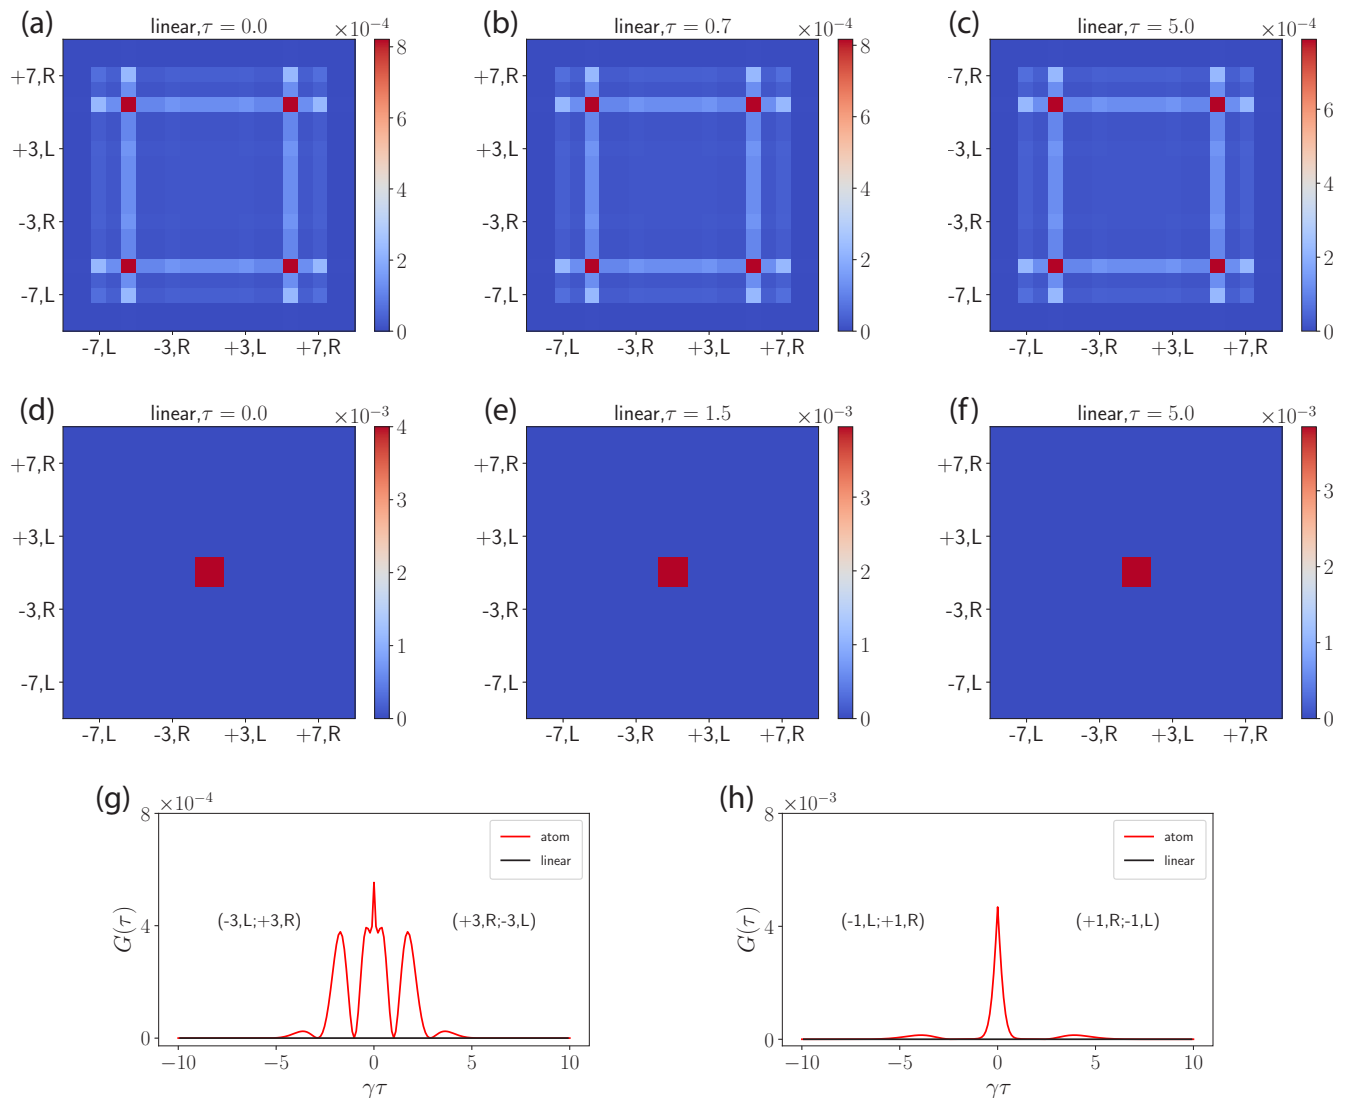 (a) linear,τ = 0.0 ×10⁻⁴
+7,R
+3,L
-3,R
-7,L
-7,L -3,R +3,L +7,R
8
6
4
2
0
(b) linear,τ = 0.7 ×10⁻⁴
+7,R
+3,L
-3,R
-7,L
-7,L -3,R +3,L +7,R
8
6
4
2
0
(c) linear,τ = 5.0 ×10⁻⁴
-7,R
-3,L
-3,R
-7,L
-7,L -3,R +3,L +7,R
6
4
2
0
(d) linear,τ = 0.0 ×10⁻³
+7,R
+3,L
-3,R
-7,L
-7,L -3,R +3,L +7,R
4
3
2
1
0
(e) linear,τ = 1.5 ×10⁻³
+7,R
+3,L
-3,R
-7,L
-7,L -3,R +3,L +7,R
3
2
1
0
(f) linear,τ = 5.0 ×10⁻³
+7,R
+3,L
-3,R
-7,L
-7,L -3,R +3,L +7,R
3
2
1
0
(g) ×10⁻⁴
8
4
0
G(τ)
atom
linear
(-3,L;+3,R) (+3,R;-3,L)
−10 −5 0 5 10
γτ
(h) ×10⁻³
8
4
0
G(τ)
atom
linear
(-1,L;+1,R) (+1,R;-1,L)
−10 −5 0 5 10
γτ